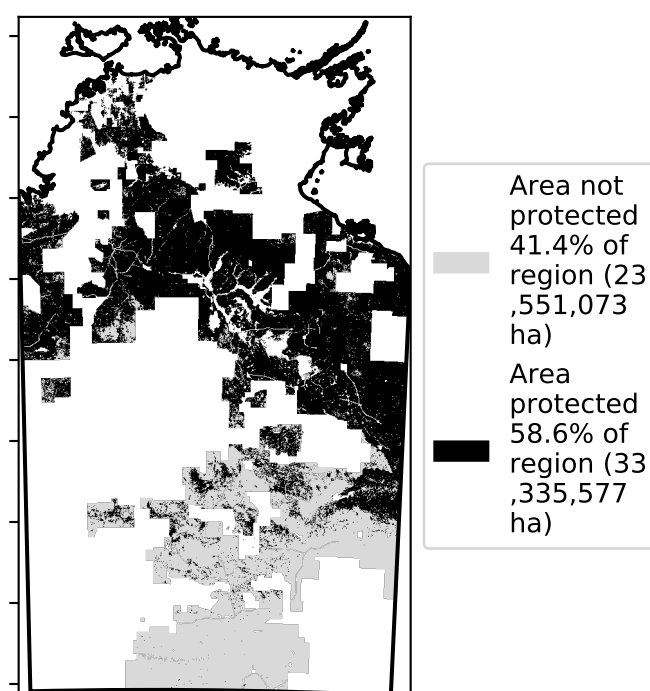 Area not
protected
41.4% of
region (23
,551,073
ha)
Area
protected
58.6% of
region (33
,335,577
ha)